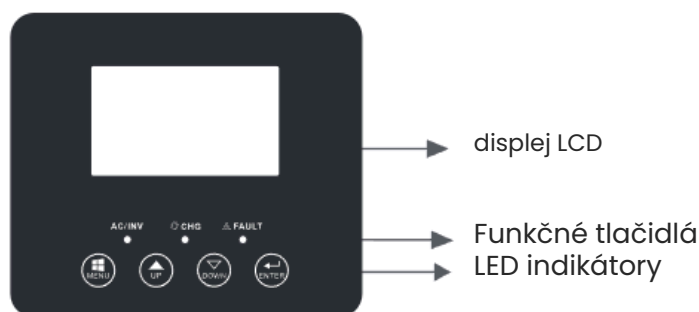 displej LCD
AC/INV CHG FAULT
Funkčné tlačidlá
MENU UP DOWN ENTER
LED indikátory